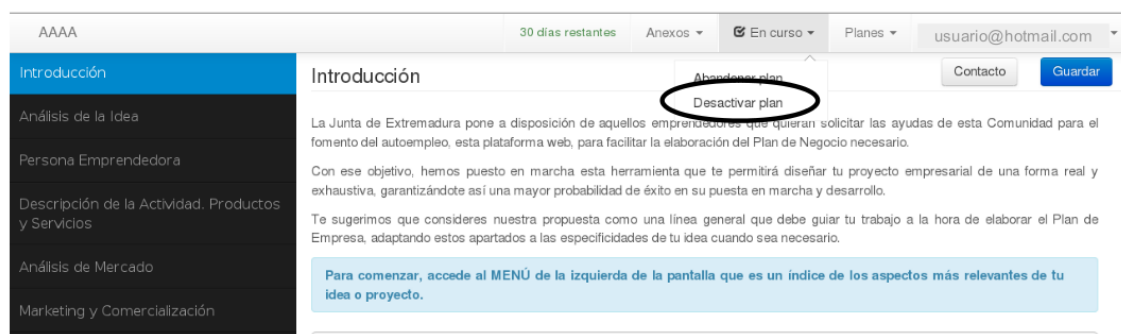 AAAA
30 días restantes
Anexos
En curso
Planes
usuario@hotmail.com
Introducción
Análisis de la Idea
Persona Emprendedora
Descripción de la Actividad. Productos
y Servicios
Análisis de Mercado
Marketing y Comercialización
Introducción
Abandonar plan
Desactivar plan
Contacto
Guardar
La Junta de Extremadura pone a disposición de aquellos emprendedores que quieran solicitar las ayudas de esta Comunidad para el
fomento del autoempleo, esta plataforma web, para facilitar la elaboración del Plan de Negocio necesario.
Con ese objetivo, hemos puesto en marcha esta herramienta que te permitirá diseñar tu proyecto empresarial de una forma real y
exhaustiva, garantizándote así una mayor probabilidad de éxito en su puesta en marcha y desarrollo.
Te sugerimos que consideres nuestra propuesta como una línea general que debe guiar tu trabajo a la hora de elaborar el Plan de
Empresa, adaptando estos apartados a las especificidades de tu idea cuando sea necesario.
Para comenzar, accede al MENÚ de la izquierda de la pantalla que es un índice de los aspectos más relevantes de tu
idea o proyecto.